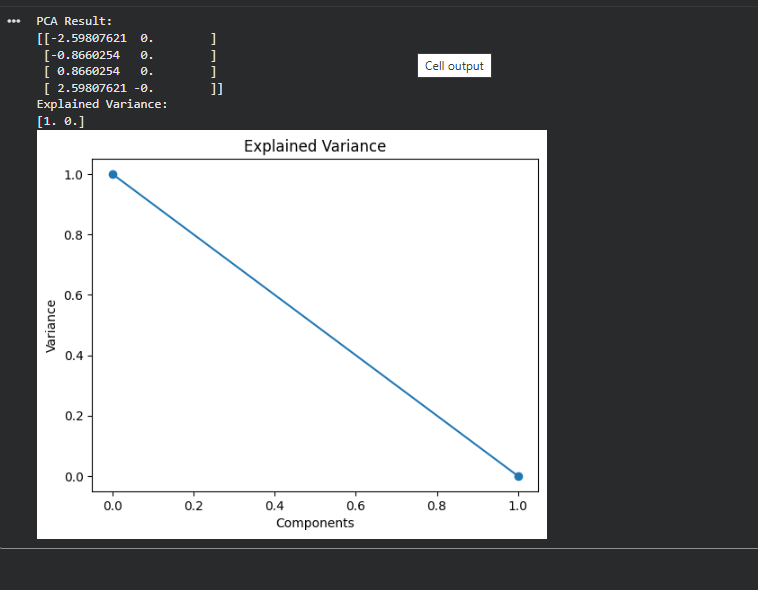 PCA Result:
[[-2.59807621  0.        ]
 [-0.8660254   0.        ]
 [ 0.8660254   0.        ]
 [ 2.59807621 -0.        ]]
Cell output
Explained Variance:
[1. 0.]
Explained Variance
1.0
0.8
0.6
0.4
0.2
0.0
Variance
0.0 0.2 0.4 0.6 0.8 1.0
Components